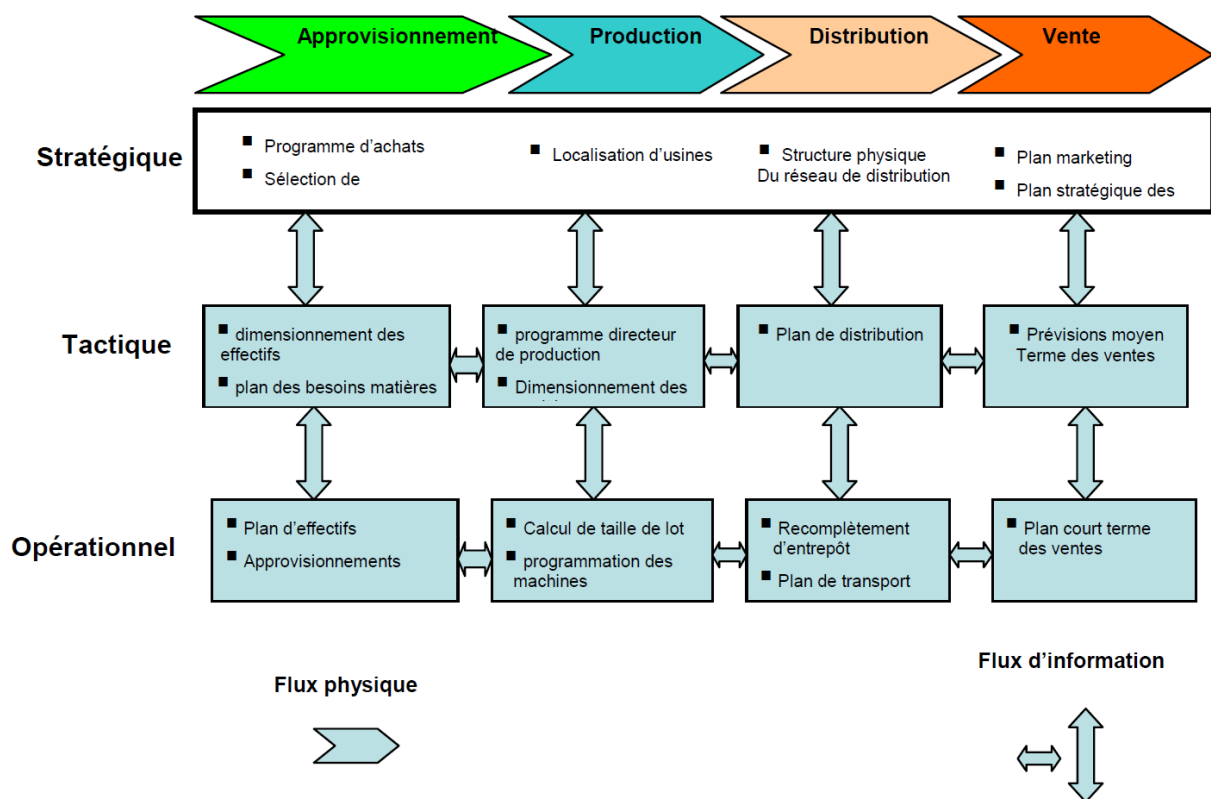 Approvisionnement
Production
Distribution
Vente
Stratégique
▪ Programme d'achats
▪ Sélection de
▪ Localisation d'usines
▪ Structure physique
Du réseau de distribution
▪ Plan marketing
▪ Plan stratégique des
Tactique
▪ dimensionnement des
effectifs
▪ plan des besoins matières
▪ programme directeur
de production
▪ Dimensionnement des
▪ Plan de distribution
▪ Prévisions moyen
Terme des ventes
Opérationnel
▪ Plan d'effectifs
▪ Approvisionnements
▪ Calcul de taille de lot
▪ programmation des
machines
▪ Recomplètement
d'entrepôt
▪ Plan de transport
▪ Plan court terme
des ventes
Flux physique
Flux d'information